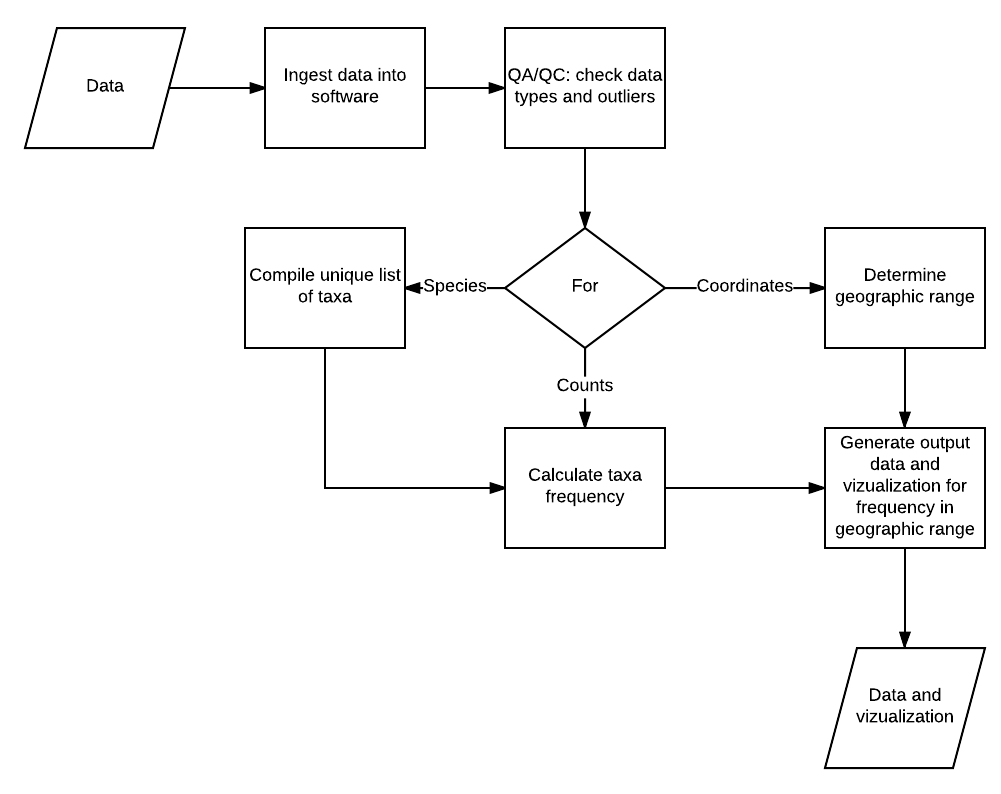 Data
Ingest data into
software
QA/QC: check data
types and outliers
Compile unique list
of taxa
Species
For
Coordinates
Determine
geographic range
Counts
Calculate taxa
frequency
Generate output
data and
vizualization for
frequency in
geographic range
Data and
vizualization